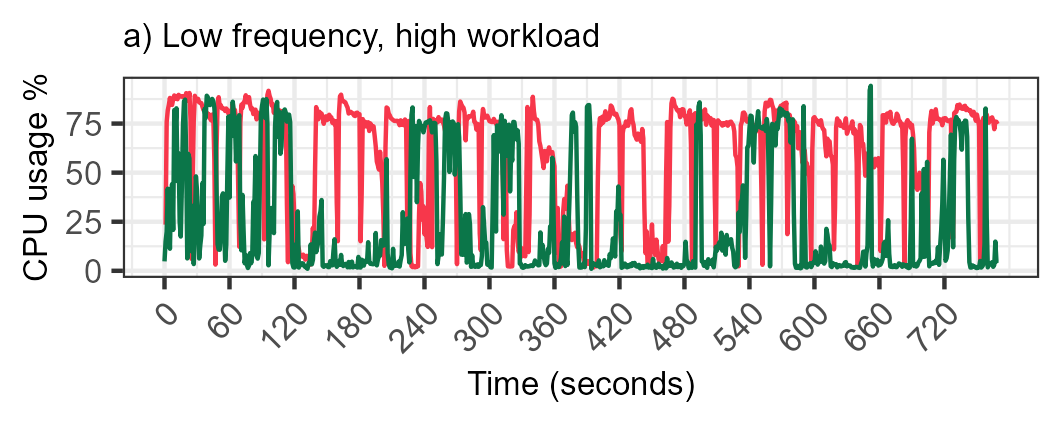 a) Low frequency, high workload
CPU usage %
75
50
25
0
0 60 120 180 240 300 360 420 480 540 600 660 720
Time (seconds)